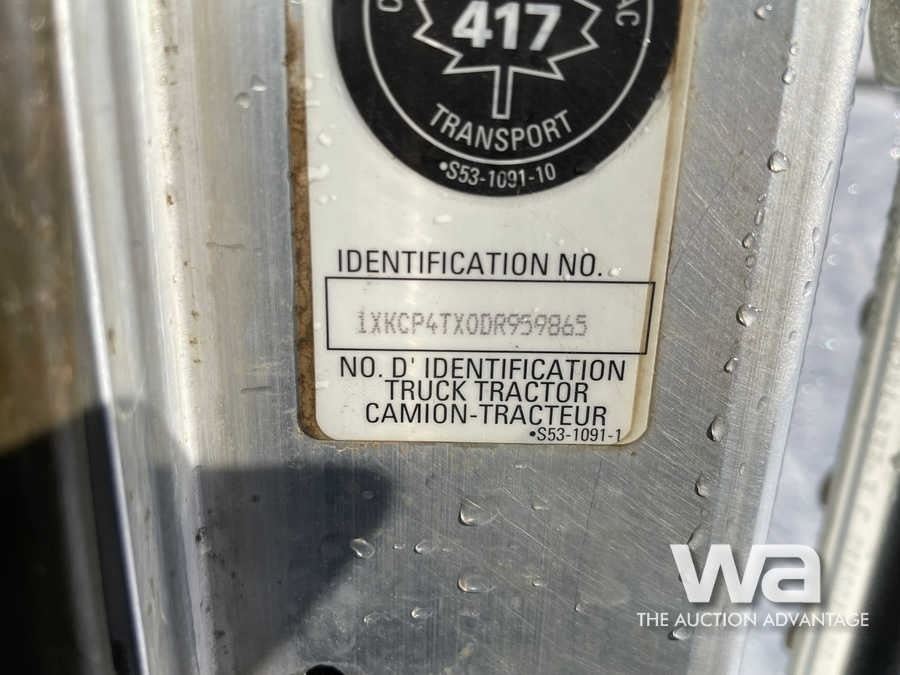 417
TRANSPORT
•S53-1091-10
IDENTIFICATION NO.
1XKCP4TX0DR959865
NO. D' IDENTIFICATION
TRUCK TRACTOR
CAMION-TRACTEUR
•S53-1091-1
wa
THE AUCTION ADVANTAGE